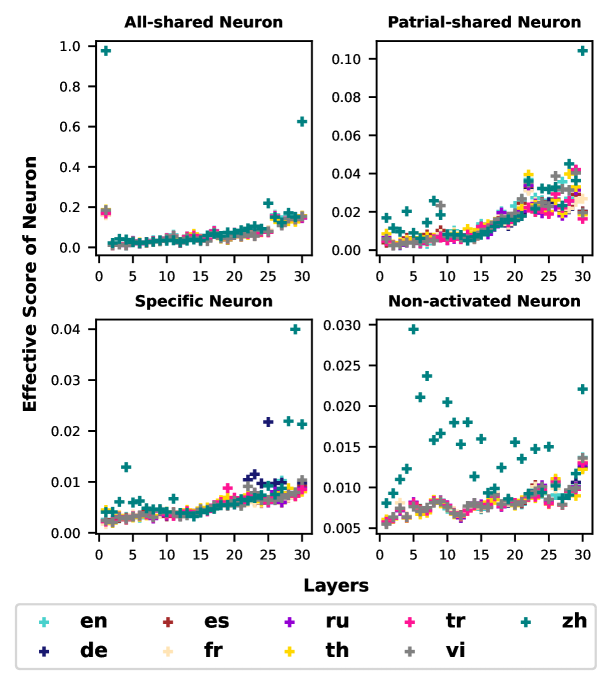 All-shared Neuron
Patrial-shared Neuron
1.0
0.8
0.6
0.4
0.2
0.0
0 5 10 15 20 25 30
0.10
0.08
0.06
0.04
0.02
0.00
0 5 10 15 20 25 30
Effective Score of Neuron
Specific Neuron
Non-activated Neuron
0.04
0.03
0.02
0.01
0.00
0 5 10 15 20 25 30
0.030
0.025
0.020
0.015
0.010
0.005
0 5 10 15 20 25 30
Layers
en es ru tr zh
de fr th vi